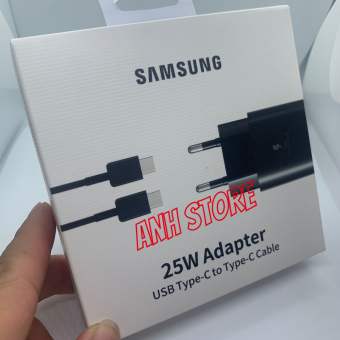 SAMSUNG
ANH STORE
25W Adapter
USB Type-C to Type-C Cable